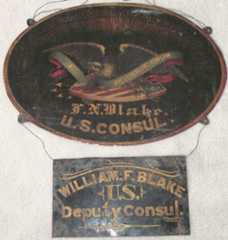 F.N.Blake.
U.S. CONSUL.
WILLIAM.F.BLAKE
U.S.
Deputy Consul.